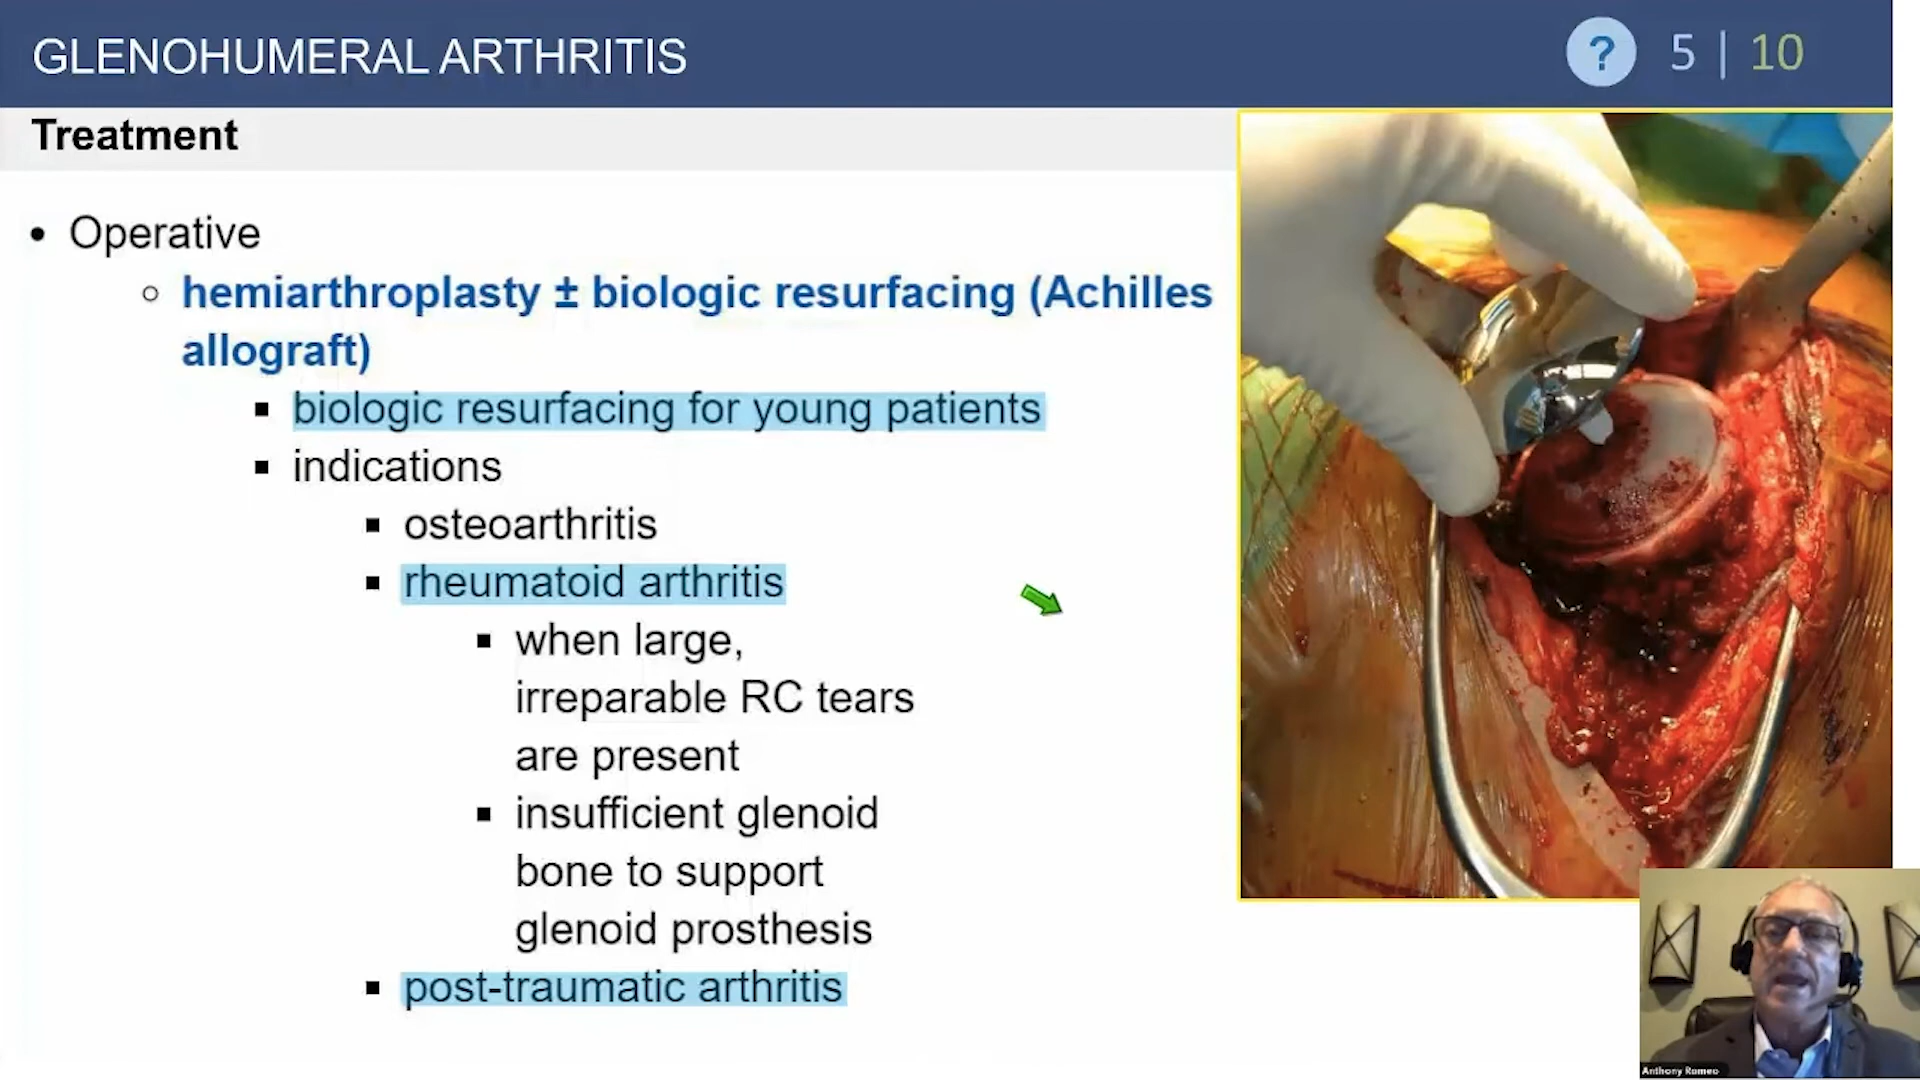 GLENOHUMERAL ARTHRITIS
? 5 | 10
Treatment
• Operative
○ hemiarthroplasty ± biologic resurfacing (Achilles
allograft)
▪ biologic resurfacing for young patients
▪ indications
▪ osteoarthritis
▪ rheumatoid arthritis
▪ when large,
irreparable RC tears
are present
▪ insufficient glenoid
bone to support
glenoid prosthesis
▪ post-traumatic arthritis
Anthony Romeo